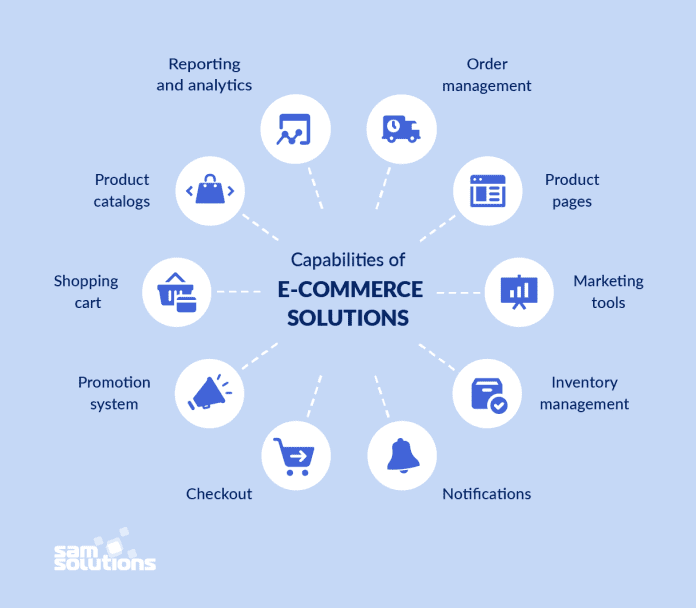 Reporting
and analytics
Order
management
Product
catalogs
Product
pages
Shopping
cart
Capabilities of
E-COMMERCE
SOLUTIONS
Marketing
tools
Promotion
system
Inventory
management
Checkout
Notifications
sam
solutions